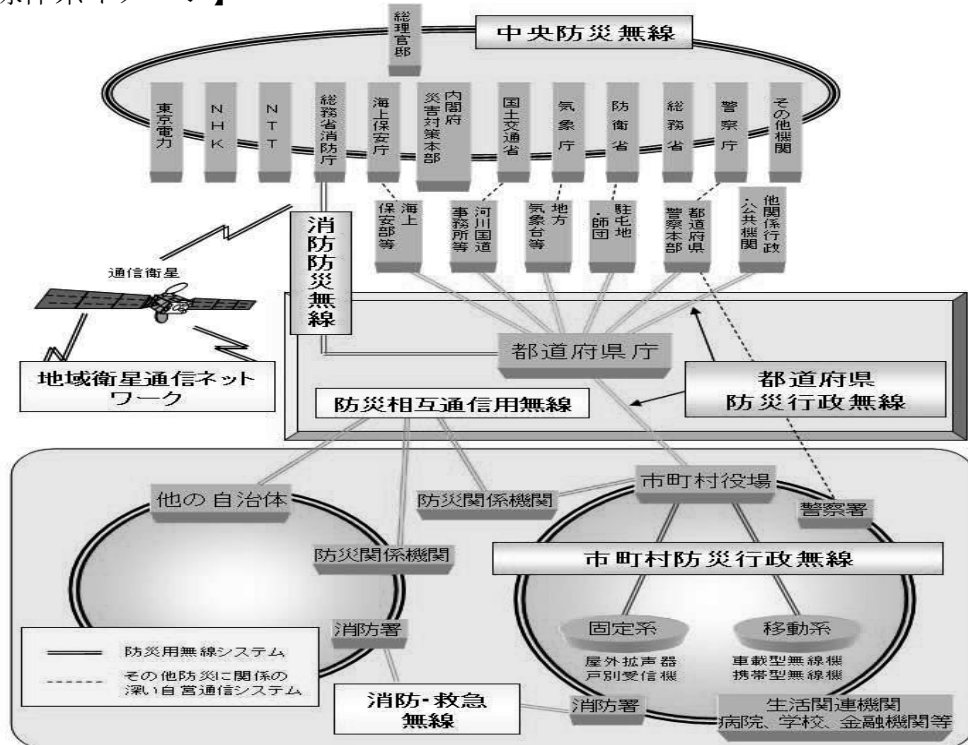 総理官邸
中央防災無線
東京電力
NHK
NTT
総務省消防庁
海上保安庁
内閣府
災害対策本部
国土交通省
気象庁
防衛省
総務省
警察庁
その他機関
海上
保安部等
河川国道
事務所等
地方
気象台等
駐屯地
・師団
都道府県
警察本部
他関係行政
・公共機関
消防防災無線
通信衛星
地域衛星通信ネット
ワーク
都道府県庁
都道府県
防災行政無線
防災相互通信用無線
他の自治体
防災関係機関
市町村役場
警察署
防災関係機関
市町村防災行政無線
消防署
固定系
移動系
屋外拡声器
戸別受信機
車載型無線機
携帯型無線機
防災用無線システム
その他防災に関係の
深い自営通信システム
消防・救急
無線
消防署
生活関連機関
病院、学校、金融機関等